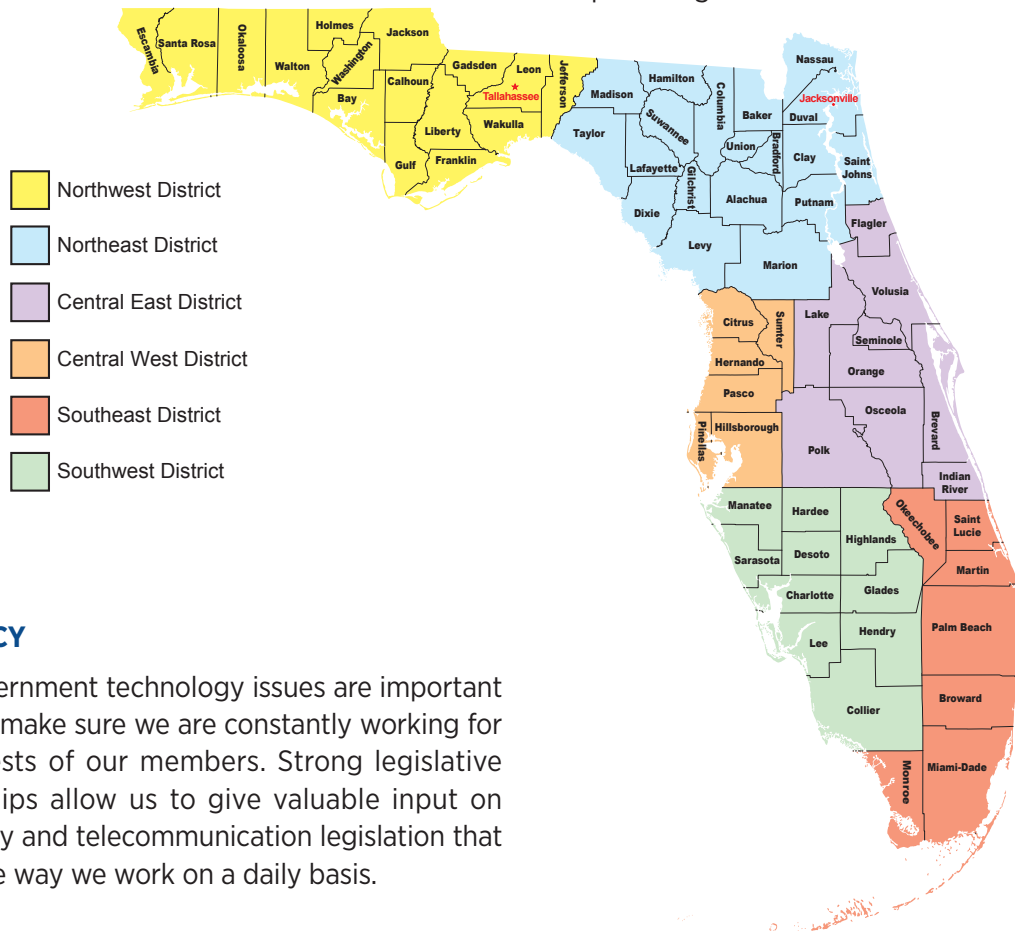 Holmes
Jackson
Escambia
Santa Rosa
Okaloosa
Walton
Washington
Bay
Calhoun
Gadsden
Leon
Tallahassee
Jefferson
Liberty
Wakulla
Gulf
Franklin
Madison
Hamilton
Taylor
Suwannee
Columbia
Baker
Nassau
Jacksonville
Duval
Union
Bradford
Clay
Saint
Johns
Lafayette
Gilchrist
Alachua
Putnam
Dixie
Levy
Marion
Flagler
Volusia
Citrus
Sumter
Lake
Seminole
Hernando
Orange
Pasco
Osceola
Brevard
Pinellas
Hillsborough
Polk
Indian
River
Manatee
Hardee
Highlands
Okeechobee
Saint
Lucie
Sarasota
Desoto
Martin
Charlotte
Glades
Lee
Hendry
Palm Beach
Collier
Broward
Monroe
Miami-Dade
Northwest District
Northeast District
Central East District
Central West District
Southeast District
Southwest District
CY
ernment technology issues are important
make sure we are constantly working for
ests of our members. Strong legislative
ips allow us to give valuable input on
y and telecommunication legislation that
e way we work on a daily basis.